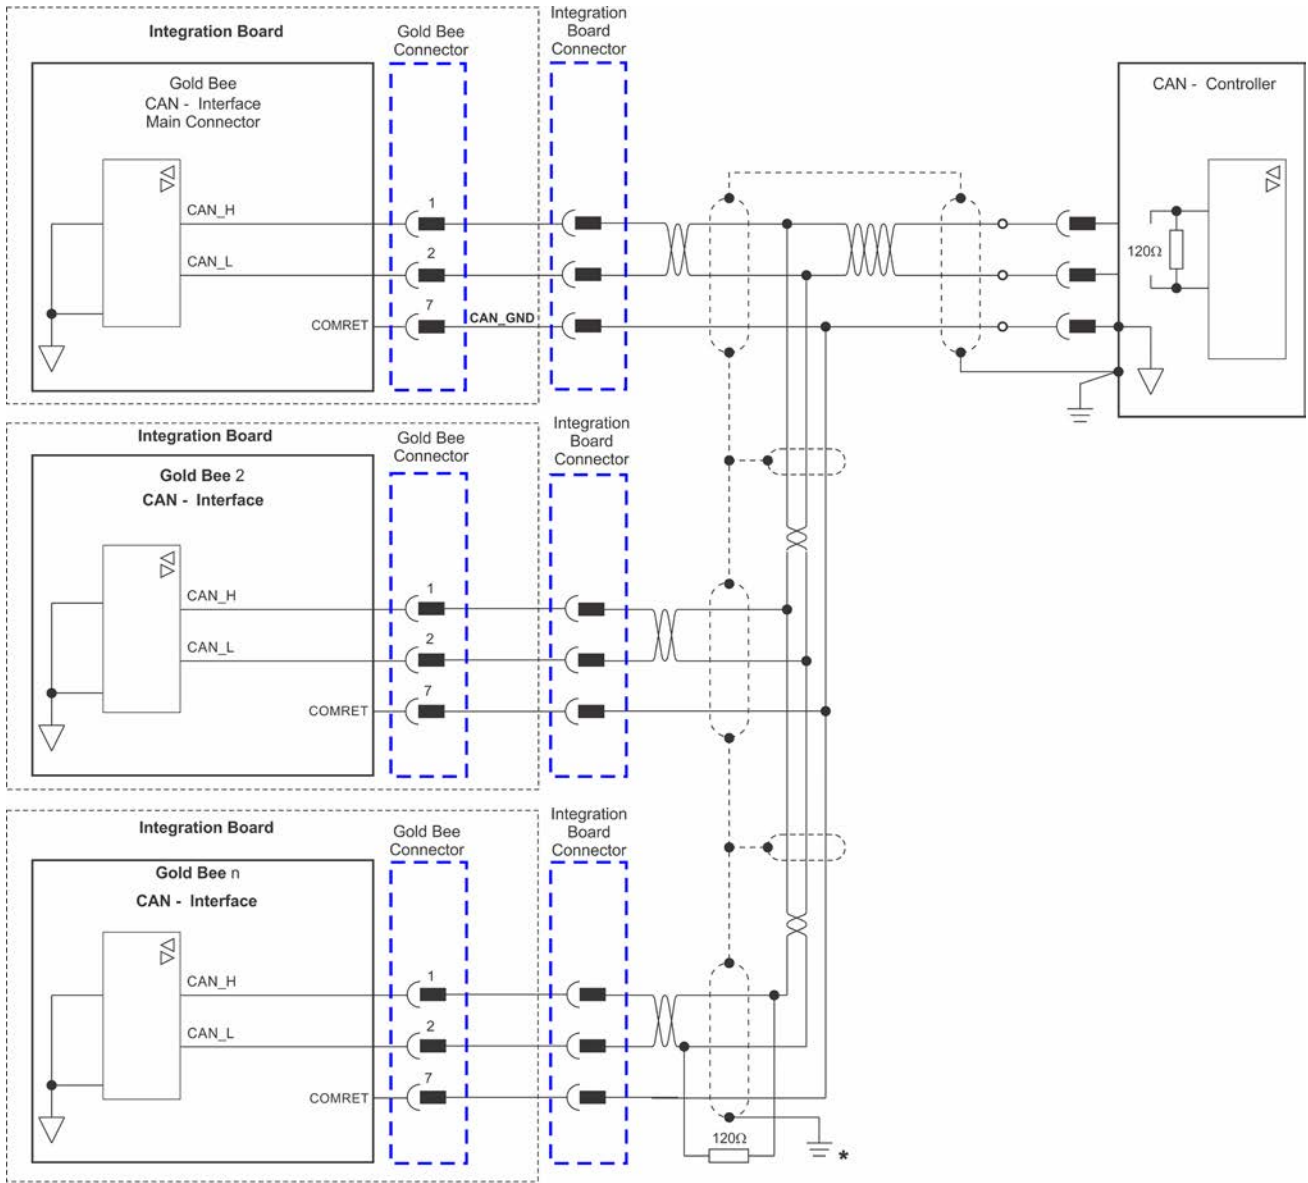 Integration Board
Gold Bee
Connector
Integration
Board
Connector
Gold Bee
CAN - Interface
Main Connector
CAN - Controller
CAN_H
1
CAN_L
2
120Ω
COMRET
7
CAN_GND
Integration Board
Gold Bee
Connector
Integration
Board
Connector
Gold Bee 2
CAN - Interface
CAN_H
1
CAN_L
2
COMRET
7
Integration Board
Gold Bee
Connector
Integration
Board
Connector
Gold Bee n
CAN - Interface
CAN_H
1
CAN_L
2
COMRET
7
120Ω
*